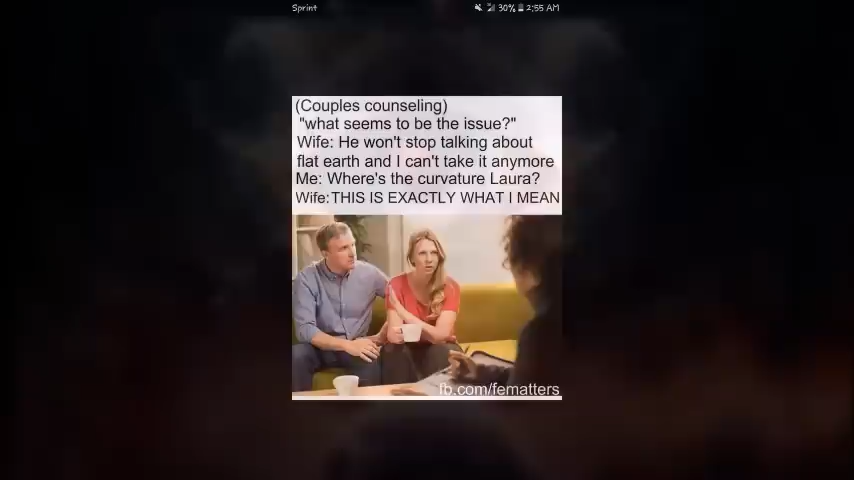 Sprint 30% 2:55 AM
(Couples counseling)
"what seems to be the issue?"
Wife: He won't stop talking about
flat earth and I can't take it anymore
Me: Where's the curvature Laura?
Wife: THIS IS EXACTLY WHAT I MEAN
fb.com/fematters